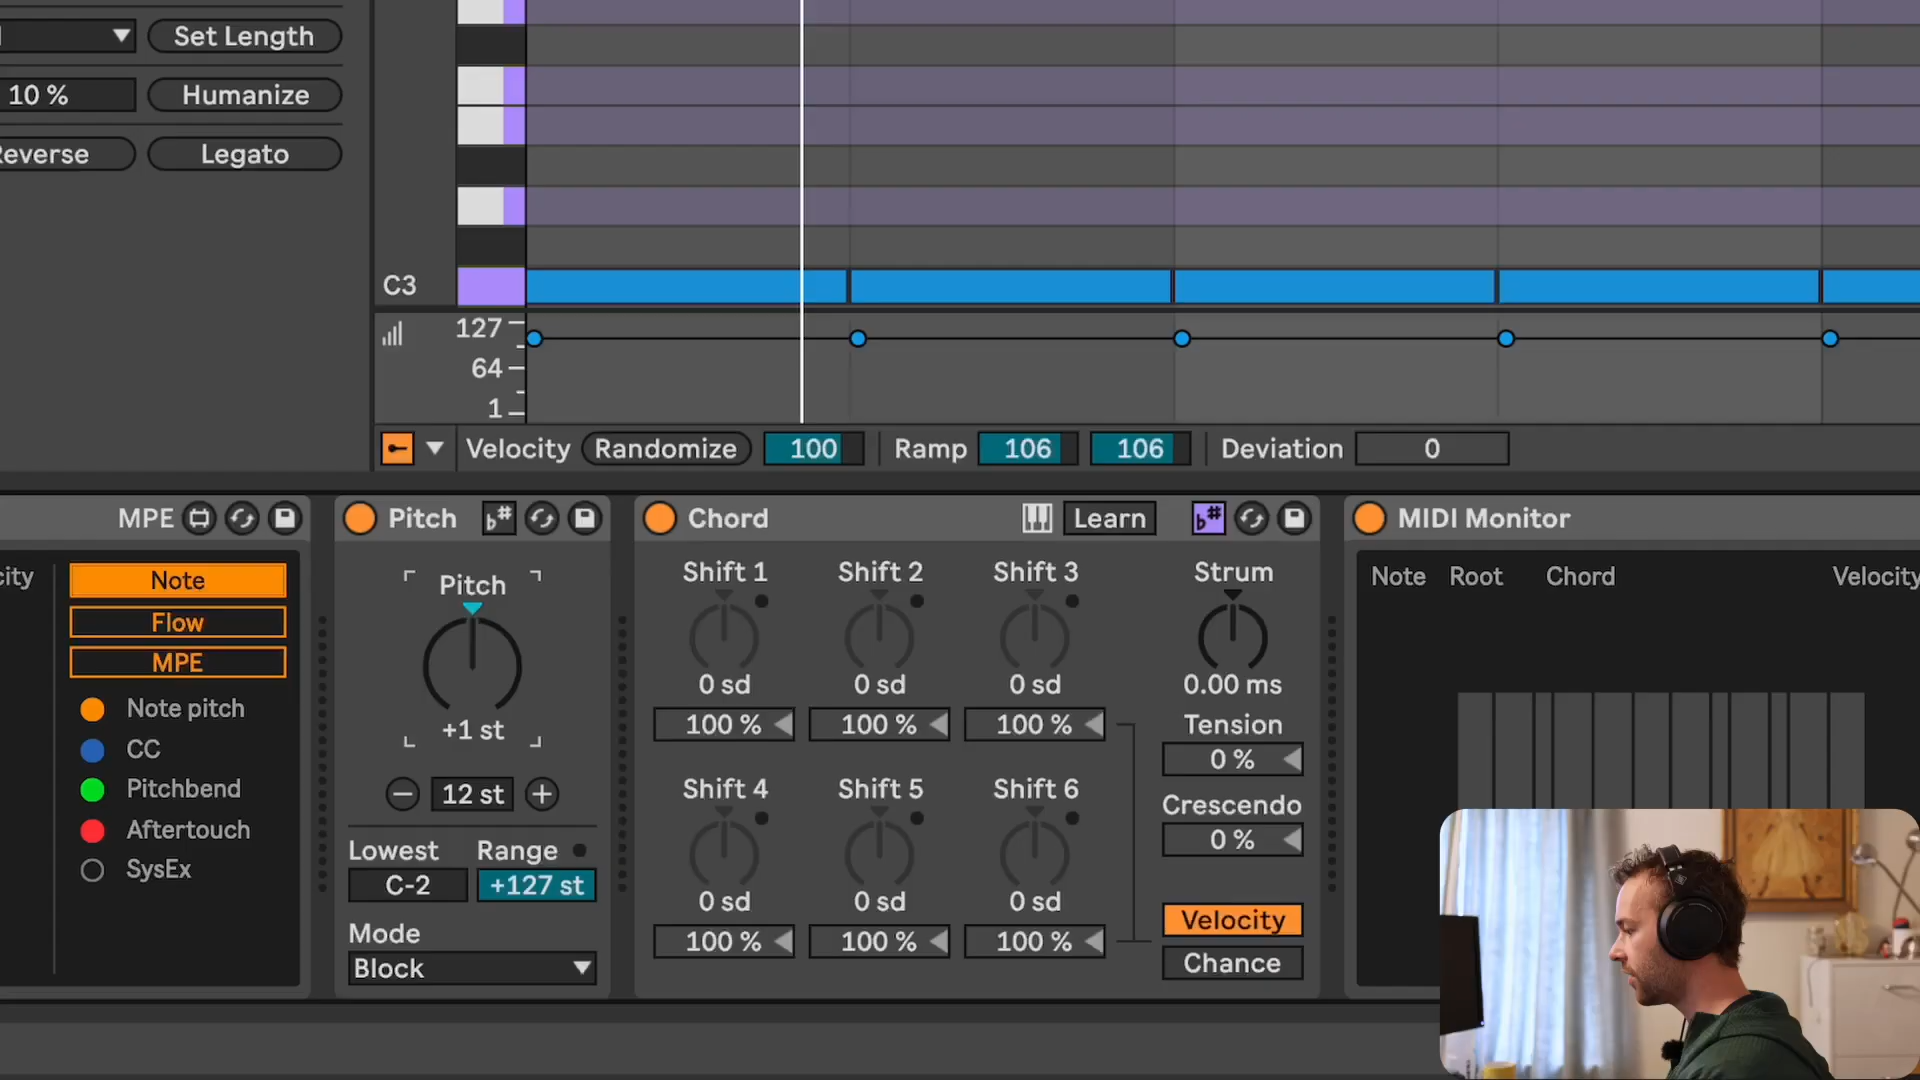 Set Length
10 %
Humanize
Reverse
Legato
C3
127
64
1
Velocity
Randomize
100
Ramp
106
106
Deviation
0
MPE
Note
Flow
MPE
Note pitch
CC
Pitchbend
Aftertouch
SysEx
Pitch
b#
Pitch
+1 st
12 st
Lowest
Range
C-2
+127 st
Mode
Block
Chord
Learn
b#
Shift 1
Shift 2
Shift 3
0 sd
0 sd
0 sd
100 %
100 %
100 %
Shift 4
Shift 5
Shift 6
0 sd
0 sd
0 sd
100 %
100 %
100 %
Strum
0.00 ms
Tension
0 %
Crescendo
0 %
Velocity
Chance
MIDI Monitor
Note
Root
Chord
Velocity